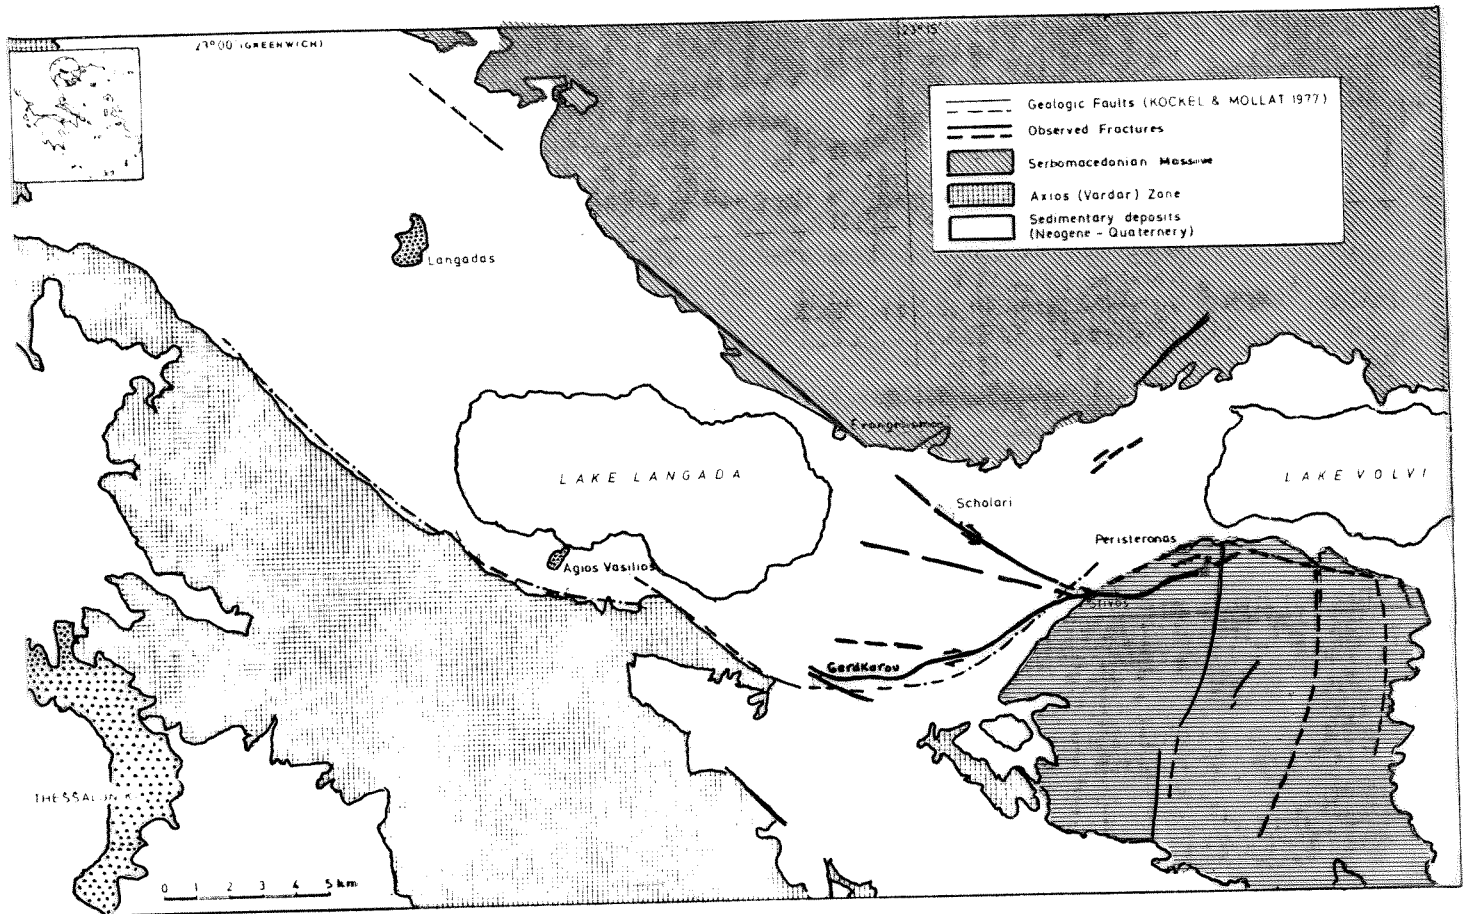 23°00 (GREENWICH)
23°15'
Geologic Faults (KOCKEL & MOLLAT 1977)
Observed Fractures
Serbomacedonian Massive
Axios (Vardar) Zone
Sedimentary deposits
(Neogene - Quaternery)
Langadas
Evangelismos
LAKE LANGADA
LAKE VOLVI
Scholari
Peristeronas
Agios Vasilios
Stivos
Gerakarou
THESSALONIKI
0 1 2 3 4 5 km